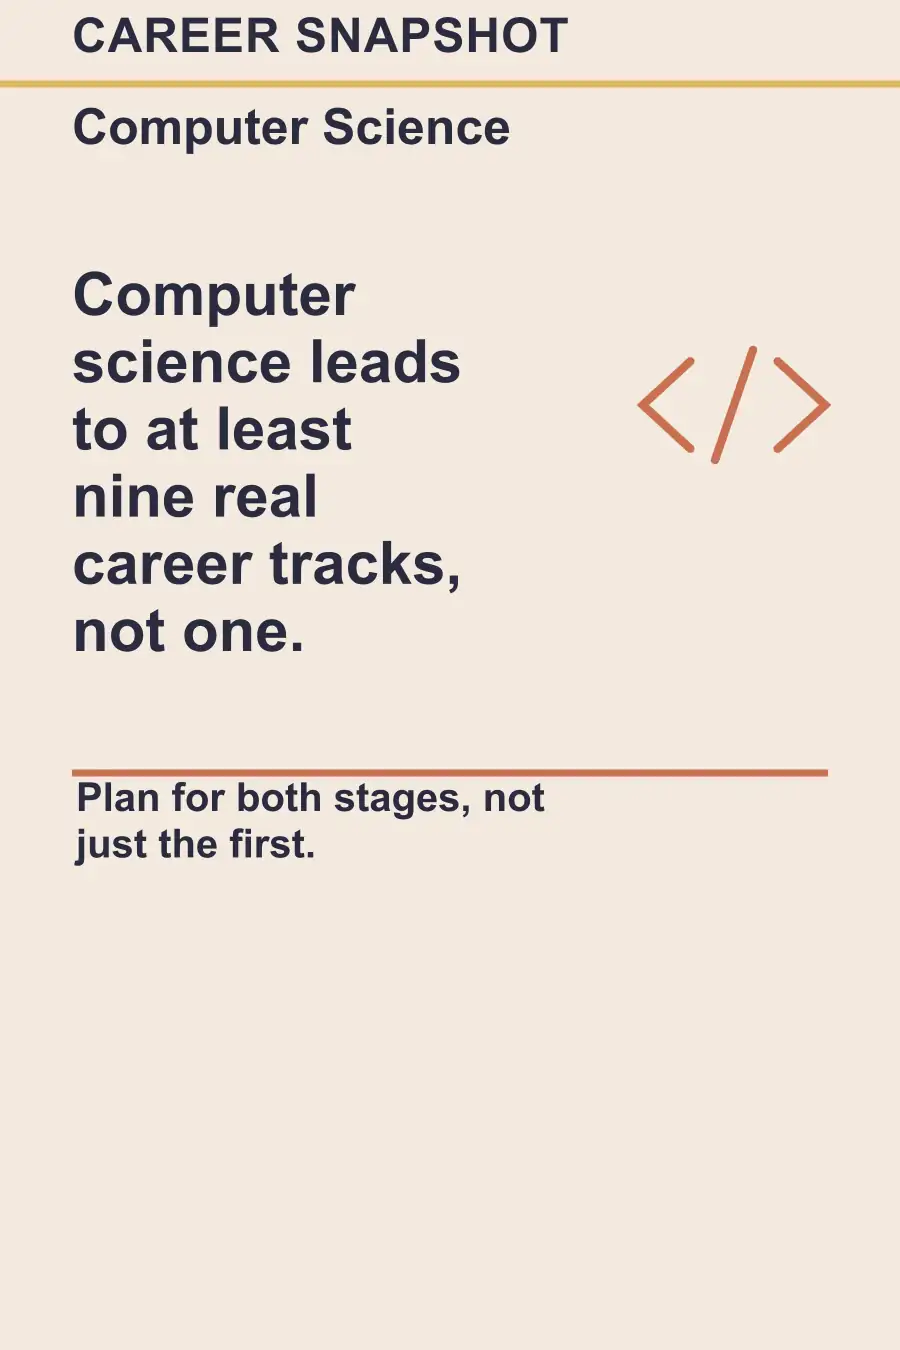 CAREER SNAPSHOT
Computer Science
Computer
science leads
to at least
nine real
career tracks,
not one.
Plan for both stages, not
just the first.